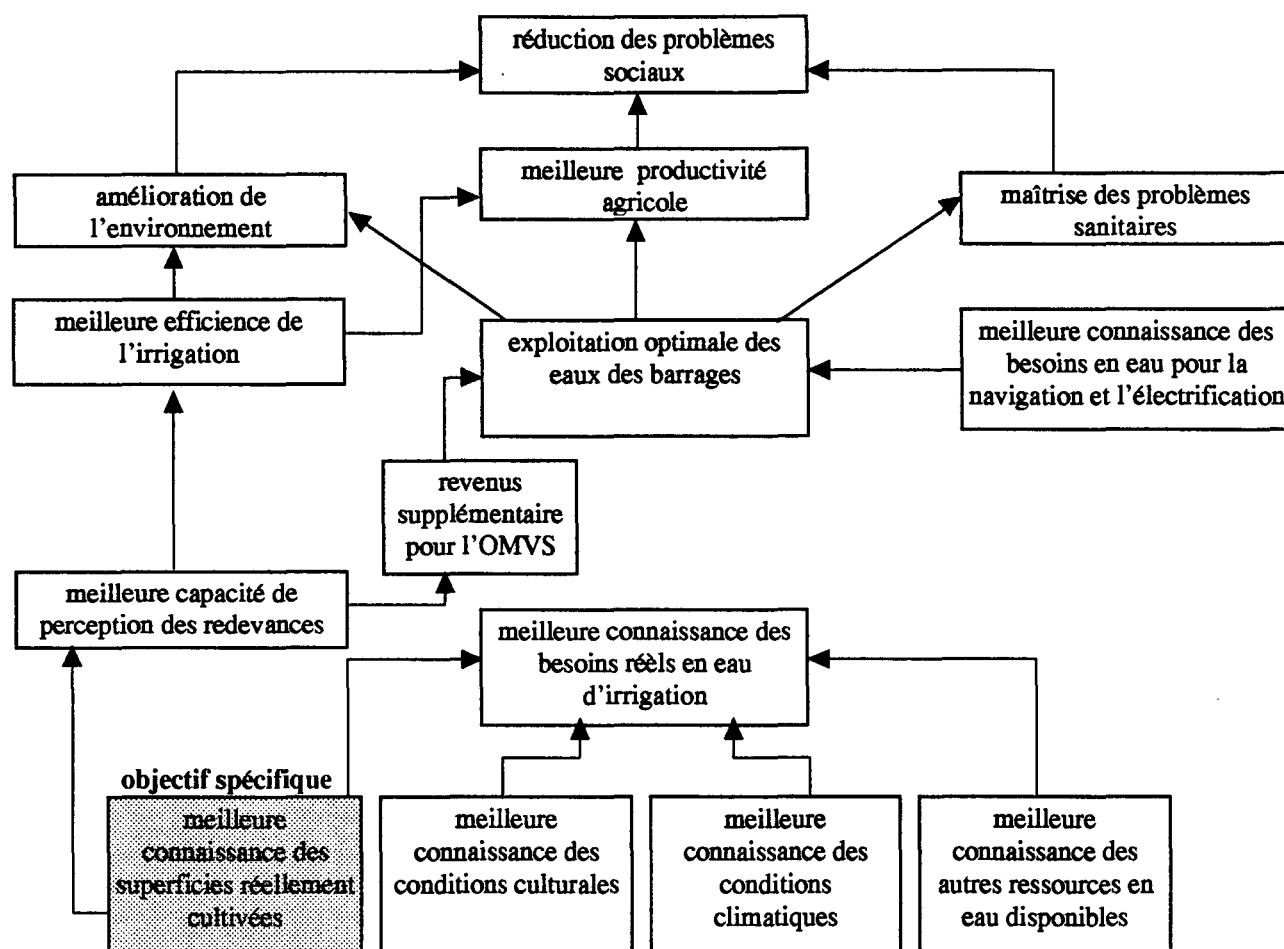 réduction des problèmes
sociaux
amélioration de
l'environnement
meilleure productivité
agricole
maîtrise des problèmes
sanitaires
meilleure efficience de
l'irrigation
exploitation optimale des
eaux des barrages
meilleure connaissance des
besoins en eau pour la
navigation et l'électrification
revenus
supplémentaire
pour l'OMVS
meilleure capacité de
perception des redevances
meilleure connaissance des
besoins réèls en eau
d'irrigation
objectif spécifique
meilleure
connaissance des
superficies réellement
cultivées
meilleure
connaissance des
conditions culturales
meilleure
connaissance des
conditions
climatiques
meilleure
connaissance des
autres ressources en
eau disponibles